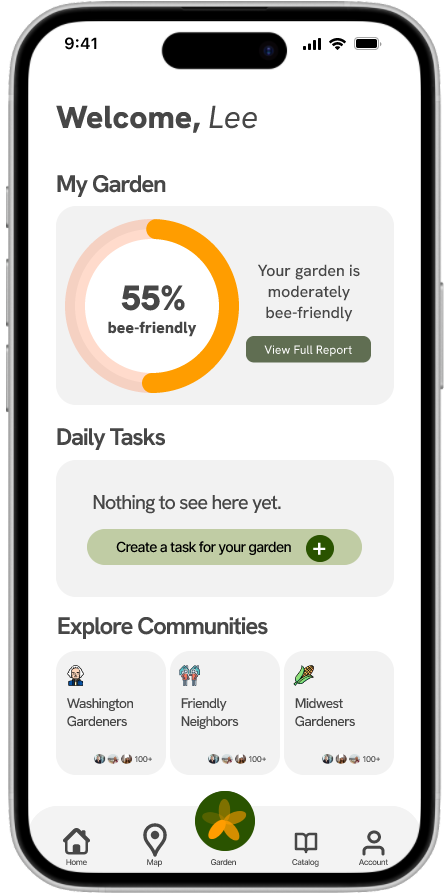 9:41
Welcome, Lee
My Garden
55%
bee-friendly
Your garden is
moderately
bee-friendly
View Full Report
Daily Tasks
Nothing to see here yet.
Create a task for your garden
Explore Communities
Washington
Gardeners
100+
Friendly
Neighbors
100+
Midwest
Gardeners
100+
Home
Map
Garden
Catalog
Account